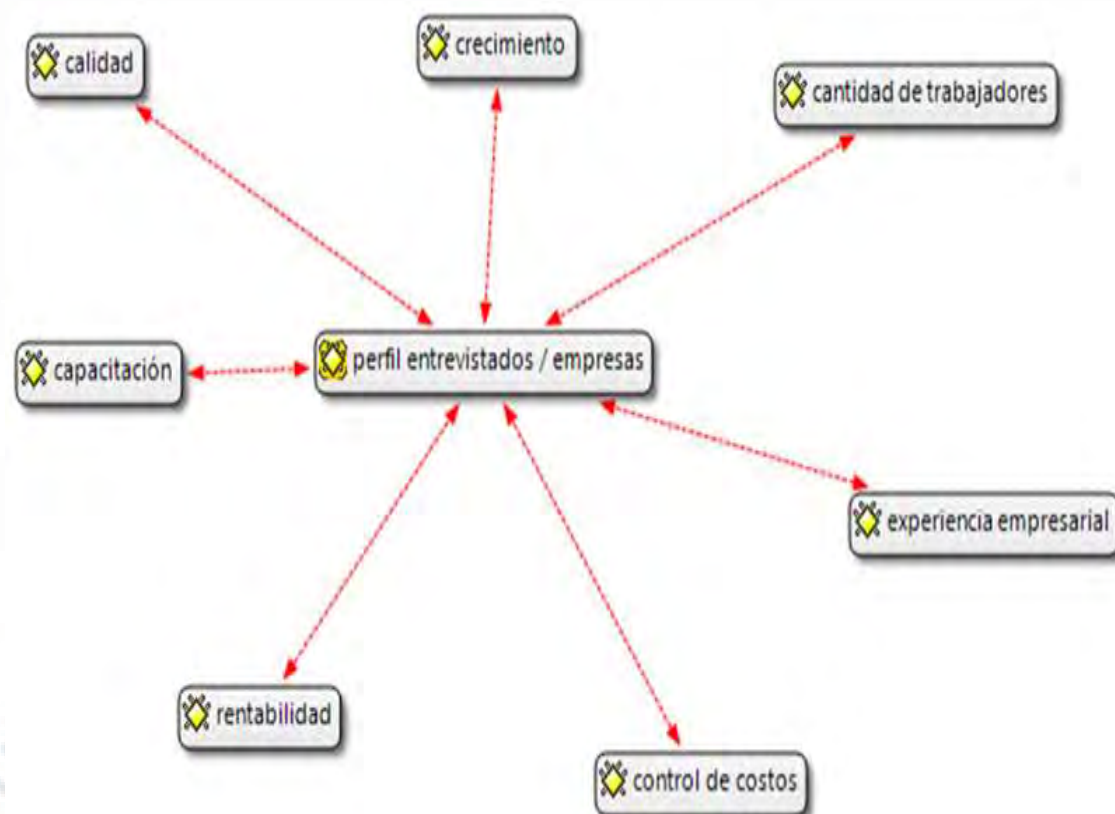 crecimiento
calidad
cantidad de trabajadores
perfil entrevistados / empresas
capacitación
experiencia empresarial
rentabilidad
control de costos